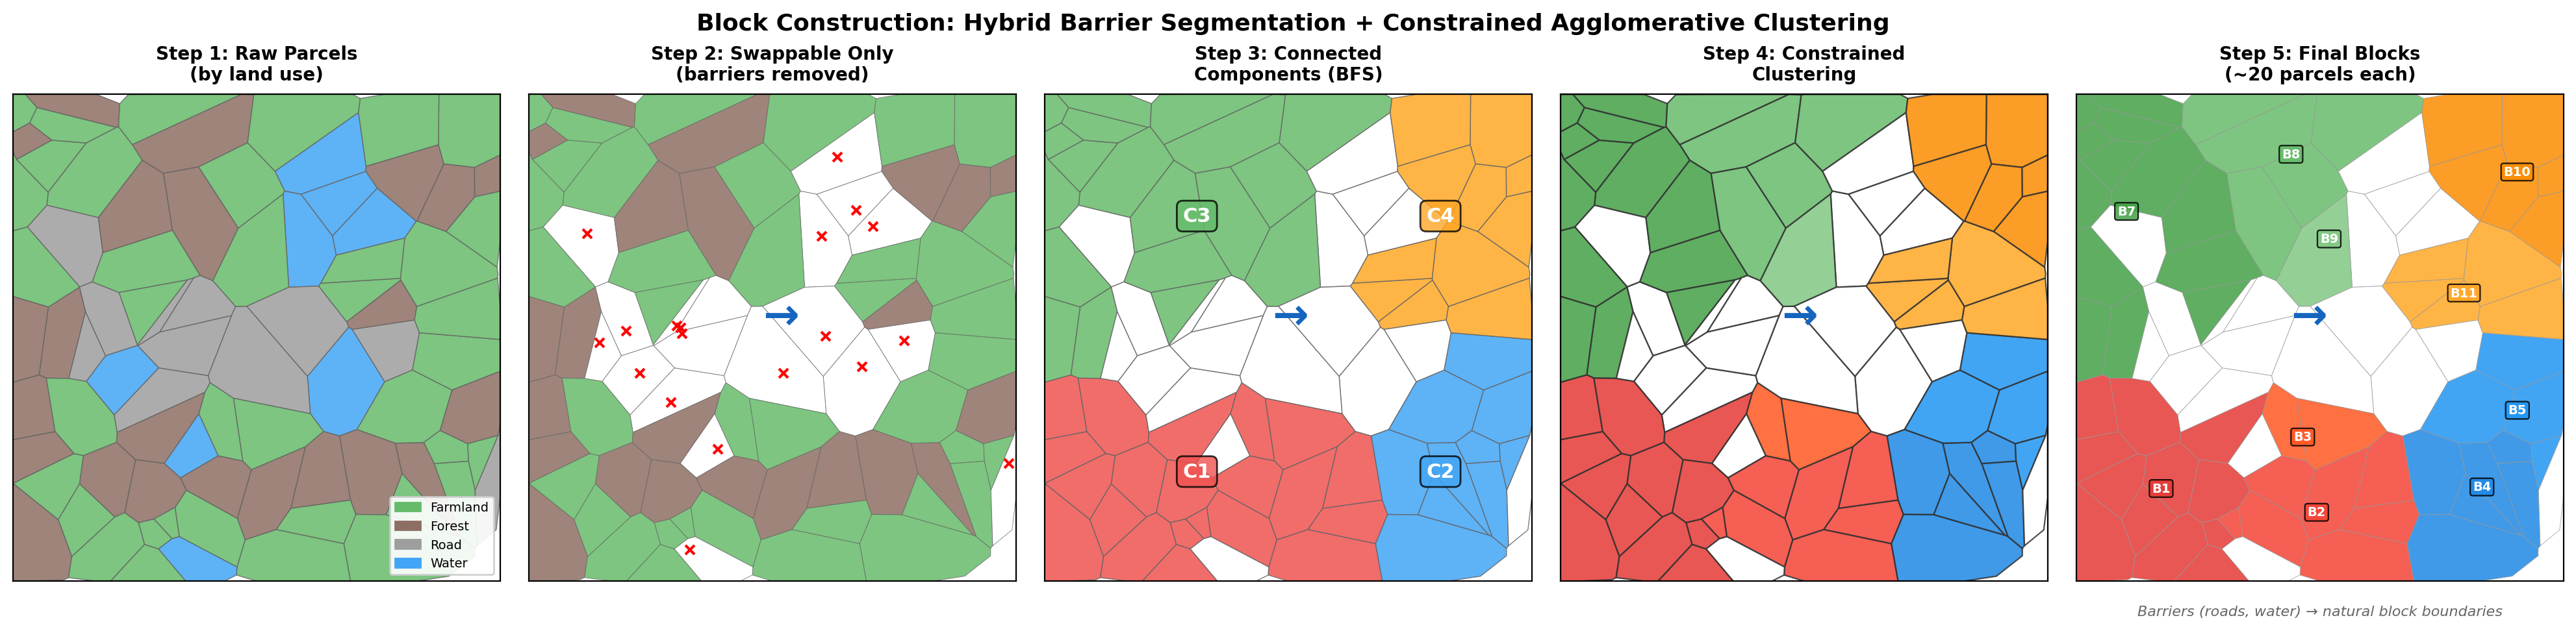 Block Construction: Hybrid Barrier Segmentation + Constrained Agglomerative Clustering
Step 1: Raw Parcels
(by land use)
Farmland
Forest
Road
Water
Step 2: Swappable Only
(barriers removed)
Step 3: Connected
Components (BFS)
C3
C4
C1
C2
Step 4: Constrained
Clustering
Step 5: Final Blocks
(~20 parcels each)
B8
B10
B7
B9
B11
B5
B3
B4
B1
B2
Barriers (roads, water) → natural block boundaries